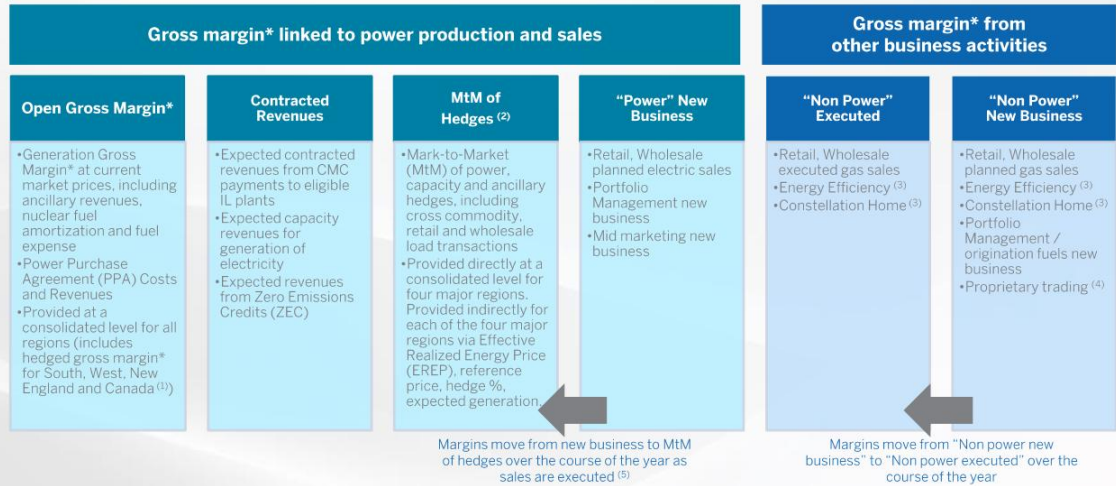 Gross margin* linked to power production and sales
Gross margin* from
other business activities
Open Gross Margin*
•Generation Gross
Margin* at current
market prices, including
ancillary revenues,
nuclear fuel
amortization and fuel
expense
•Power Purchase
Agreement (PPA) Costs
and Revenues
•Provided at a
consolidated level for all
regions (includes
hedged gross margin*
for South, West, New
England and Canada (1))
Contracted
Revenues
•Expected contracted
revenues from CMC
payments to eligible
IL plants
•Expected capacity
revenues for
generation of
electricity
•Expected revenues
from Zero Emissions
Credits (ZEC)
MtM of
Hedges (2)
•Mark-to-Market
(MtM) of power,
capacity and ancillary
hedges, including
cross commodity,
retail and wholesale
load transactions
•Provided directly at a
consolidated level for
four major regions.
Provided indirectly for
each of the four major
regions via Effective
Realized Energy Price
(EREP), reference
price, hedge %,
expected generation.
“Power” New
Business
•Retail, Wholesale
planned electric sales
•Portfolio
Management new
business
•Mid marketing new
business
Margins move from new business to MtM
of hedges over the course of the year as
sales are executed (5)
“Non Power”
Executed
•Retail, Wholesale
executed gas sales
•Energy Efficiency (3)
•Constellation Home (3)
“Non Power”
New Business
•Retail, Wholesale
planned gas sales
•Energy Efficiency (3)
•Constellation Home (3)
•Portfolio
Management /
origination fuels new
business
•Proprietary trading (4)
Margins move from “Non power new
business” to “Non power executed” over the
course of the year